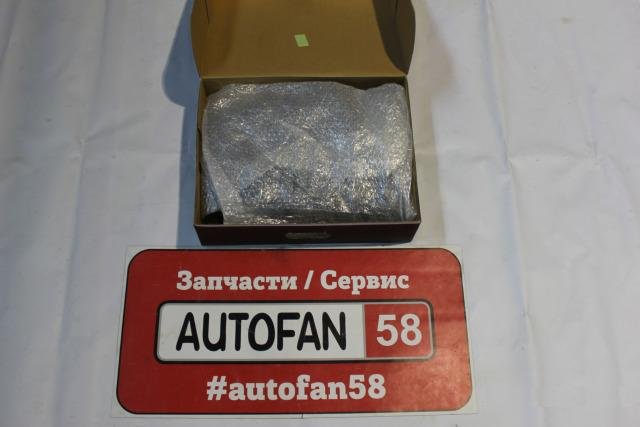 Запчасти / Сервис
AUTOFAN 58
#autofan58